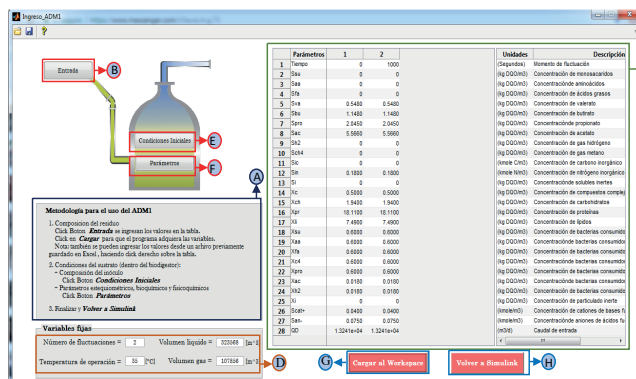 Ingreso_ADM1
Entrada
B
Condiciones Iniciales
E
Parámetros
F
A
Metodología para el uso del ADM1
1. Composicion del residuo
Click Boton Entrada se ingresan los valores en la tabla.
Click en Cargar para que el programa adquiera las variables.
Nota: también se pueden ingresar los valores desde un archivo previamente
guardado en Excel , haciendo click derecho sobre la tabla.
2. Condiciones del sustrato (dentro del biodigestor):
- Composición del inóculo
Click Boton Condiciones Iniciales
- Parámetros estequiométricos, bioquímicos y fisicoquímicos
Click Boton Parámetros
3. Finalizar y Volver a Simulink
Variables fijas
Número de fluctuaciones = 2 Volumen líquido = 323568 [m^3
Temperatura de operación = 35 [°C] Volumen gas = 107856 [m^3
D
Parámetros 1 2 Unidades Descripción
1 Tiempo 0 1000 (Segundos) Momento de fluctuación
2 Ssu 0 0 (kg DQO/m3) Concentración de monosacaridos
3 Saa 0 0 (kg DQO/m3) Concentraciónde aminoácidos
4 Sfa 0 0 (kg DQO/m3) Concentración de ácidos grasos
5 Sva 0.5480 0.5480 (kg DQO/m3) Concentración de valerato
6 Sbu 1.1480 1.1480 (kg DQO/m3) Concentración de butirato
7 Spro 2.0450 2.0450 (kg DQO/m3) Concentraciónde propionato
8 Sac 5.5660 5.5660 (kg DQO/m3) Concentración de acetato
9 Sh2 0 0 (kg DQO/m3) Concentración de gas hidrógeno
10 Sch4 0 0 (kg DQO/m3) Concentración de gas metano
11 Sic 0 0 (kmole C/m3) Concentración de carbono inorgánico
12 Sin 0.1800 0.1800 (kmole N/m3) Concentración de nitrógeno inorgánico
13 Si 0 0 (kg DQO/m3) Concentraciónde solubles inertes
14 Xc 0.5000 0.5000 (kg DQO/m3) Concentración de compuestos complej
15 Xch 1.9400 1.9400 (kg DQO/m3) Concentración de carbohidratos
16 Xpr 18.1100 18.1100 (kg DQO/m3) Concentración de proteínas
17 Xli 7.4900 7.4900 (kg DQO/m3) Concentración de lípidos
18 Xsu 0.6000 0.6000 (kg DQO/m3) Concentración de bacterias consumido
19 Xaa 0.6000 0.6000 (kg DQO/m3) Concentración de bacterias consumidor
20 Xfa 0.6000 0.6000 (kg DQO/m3) Concentración de bacterias consumido
21 Xc4 0.6000 0.6000 (kg DQO/m3) Concentración de bacterias consumido
22 Xpro 0.6000 0.6000 (kg DQO/m3) Concentraciónde bacterias consumidor
23 Xac 0.0180 0.0180 (kg DQO/m3) Concentración de bacterias consumido
24 Xh2 0.0180 0.0180 (kg DQO/m3) Concentración de bacterias consumido
25 Xi 0 0 (kg DQO/m3) Concentración de particulado inerte
26 Scat+ 0.0400 0.0400 (kmole/m3) Concentración de cationes de bases fu
27 San- 0.0750 0.0750 (kmole/m3) Concentraciónde aniones de ácidos fu
28 QD 1.3241e+04 1.3241e+04 (m3/d) Caudal de entrada
G
Cargar al Workspace
Volver a Simulink
H